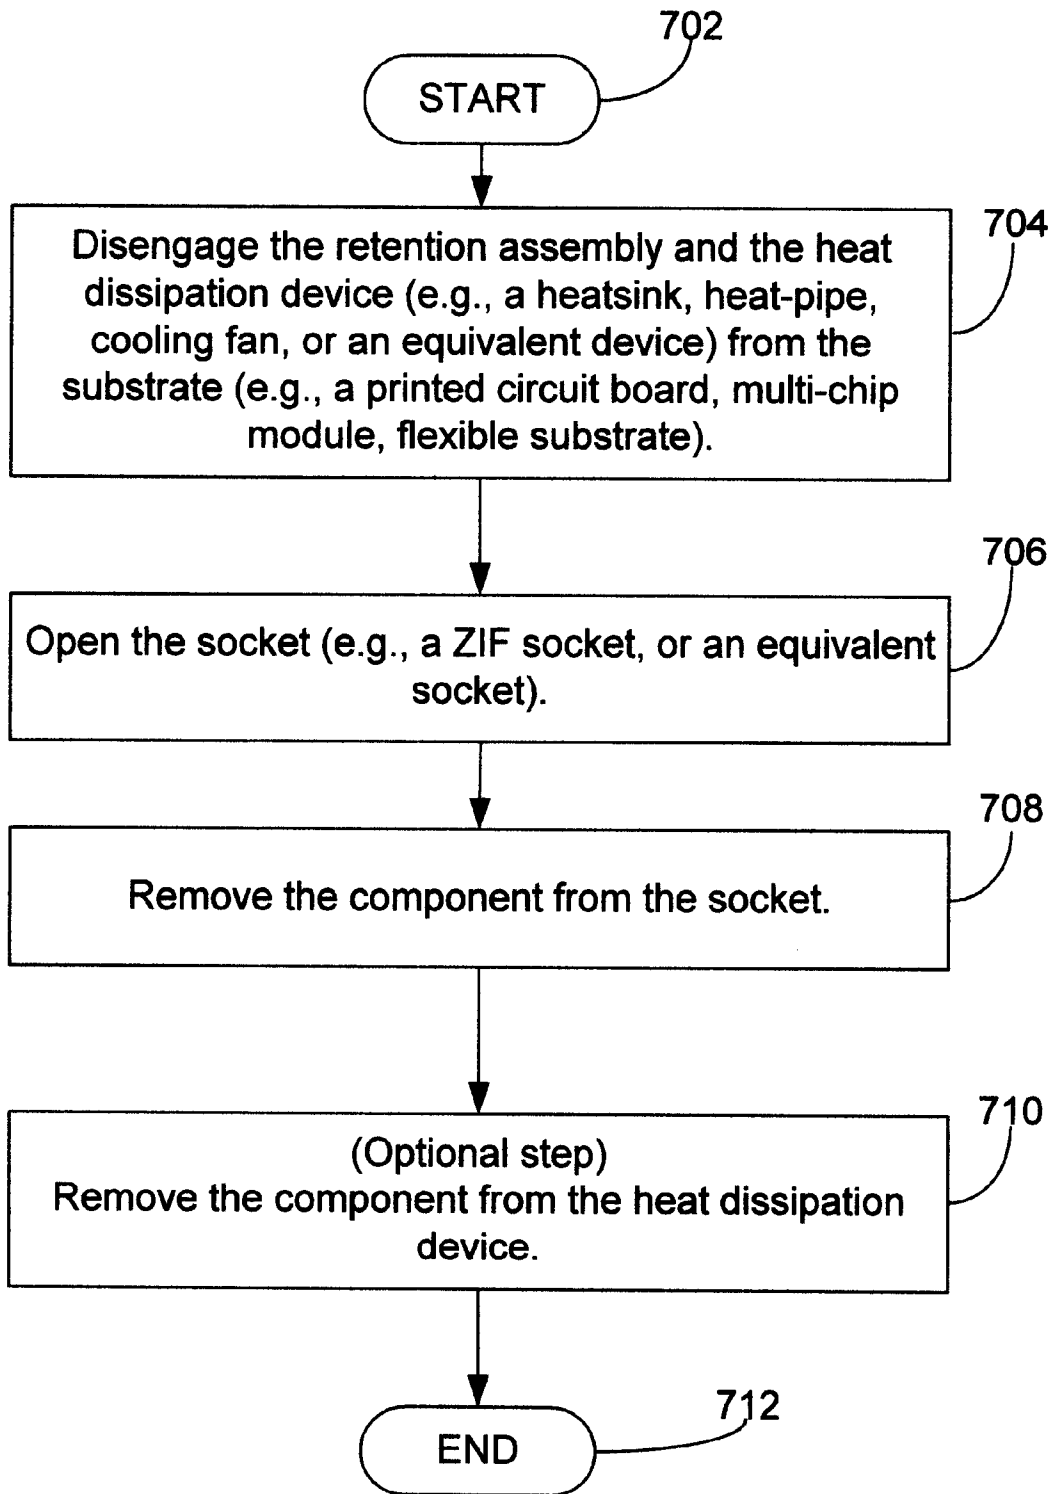 702
START
704
Disengage the retention assembly and the heat
dissipation device (e.g., a heatsink, heat-pipe,
cooling fan, or an equivalent device) from the
substrate (e.g., a printed circuit board, multi-chip
module, flexible substrate).
706
Open the socket (e.g., a ZIF socket, or an equivalent
socket).
708
Remove the component from the socket.
710
(Optional step)
Remove the component from the heat dissipation
device.
712
END